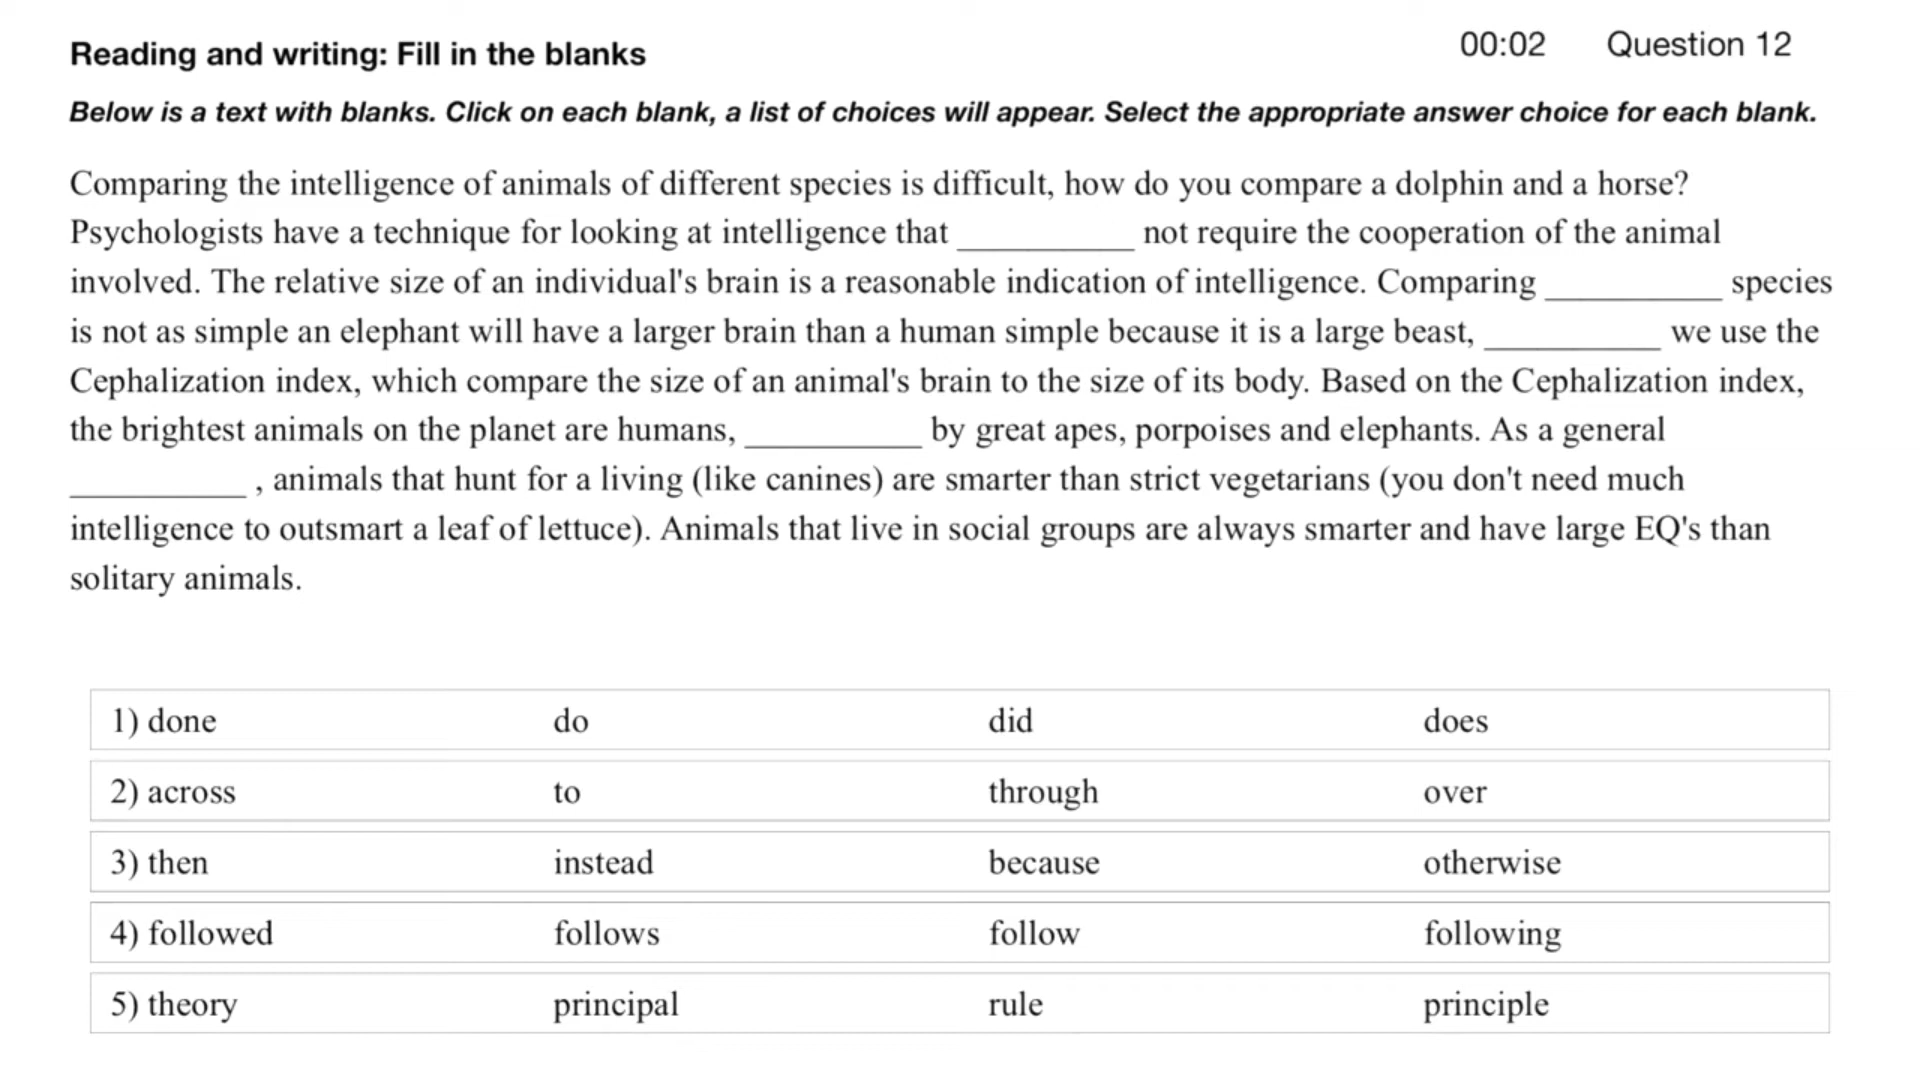 Reading and writing: Fill in the blanks
00:02 Question 12
Below is a text with blanks. Click on each blank, a list of choices will appear. Select the appropriate answer choice for each blank.
Comparing the intelligence of animals of different species is difficult, how do you compare a dolphin and a horse?
Psychologists have a technique for looking at intelligence that __________ not require the cooperation of the animal
involved. The relative size of an individual's brain is a reasonable indication of intelligence. Comparing __________ species
is not as simple an elephant will have a larger brain than a human simple because it is a large beast, __________ we use the
Cephalization index, which compare the size of an animal's brain to the size of its body. Based on the Cephalization index,
the brightest animals on the planet are humans, __________ by great apes, porpoises and elephants. As a general
__________ , animals that hunt for a living (like canines) are smarter than strict vegetarians (you don't need much
intelligence to outsmart a leaf of lettuce). Animals that live in social groups are always smarter and have large EQ's than
solitary animals.
1) done do did does
2) across to through over
3) then instead because otherwise
4) followed follows follow following
5) theory principal rule principle